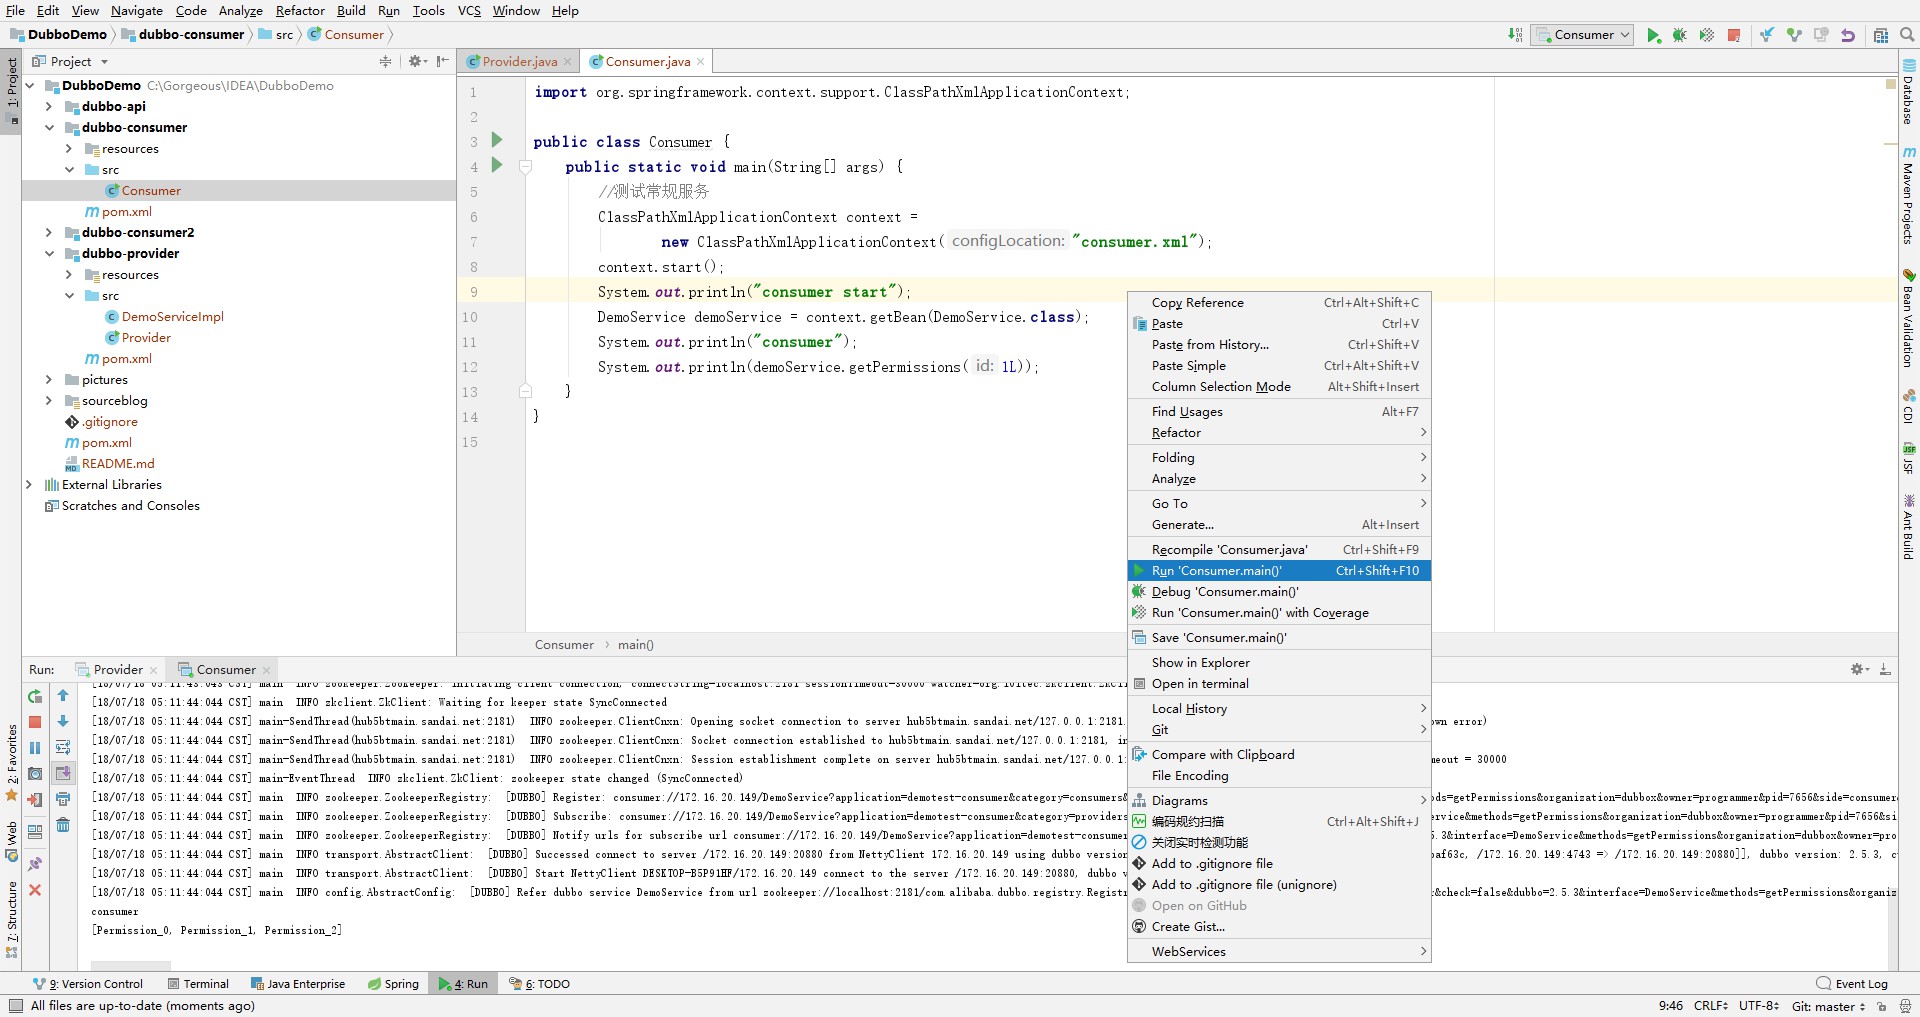 File Edit View Navigate Code Analyze Refactor Build Run Tools VCS Window Help
DubboDemo dubbo-consumer src Consumer
Consumer
1: Project
Project
DubboDemo C:\Gorgeous\IDEA\DubboDemo
dubbo-api
dubbo-consumer
resources
src
Consumer
pom.xml
dubbo-consumer2
dubbo-provider
resources
src
DemoServiceImpl
Provider
pom.xml
pictures
sourceblog
.gitignore
pom.xml
README.md
External Libraries
Scratches and Consoles
Provider.java Consumer.java
1 import org.springframework.context.support.ClassPathXmlApplicationContext;
2
3 public class Consumer {
4 public static void main(String[] args) {
5 //测试常规服务
6 ClassPathXmlApplicationContext context =
7 new ClassPathXmlApplicationContext( configLocation: "consumer.xml");
8 context.start();
9 System.out.println("consumer start");
10 DemoService demoService = context.getBean(DemoService.class);
11 System.out.println("consumer");
12 System.out.println(demoService.getPermissions( id: 1L));
13 }
14 }
15
Consumer main()
Copy Reference Ctrl+Alt+Shift+C
Paste Ctrl+V
Paste from History... Ctrl+Shift+V
Paste Simple Ctrl+Alt+Shift+V
Column Selection Mode Alt+Shift+Insert
Find Usages Alt+F7
Refactor
Folding
Analyze
Go To
Generate... Alt+Insert
Recompile 'Consumer.java' Ctrl+Shift+F9
Run 'Consumer.main()' Ctrl+Shift+F10
Debug 'Consumer.main()'
Run 'Consumer.main()' with Coverage
Save 'Consumer.main()'
Show in Explorer
Open in terminal
Local History
Git
Compare with Clipboard
File Encoding
Diagrams
编码规约扫描 Ctrl+Alt+Shift+J
关闭实时检测功能
Add to .gitignore file
Add to .gitignore file (unignore)
Open on GitHub
Create Gist...
WebServices
Database
Maven Projects
Bean Validation
CDI
JSF
Ant Build
2: Favorites
Web
7: Structure
Run: Provider Consumer
[18/07/18 05:11:44:044 CST] main INFO zkclient.ZkClient: Waiting for keeper state SyncConnected
[18/07/18 05:11:44:044 CST] main-SendThread(hub5btmain.sandai.net:2181) INFO zookeeper.ClientCnxn: Opening socket connection to server hub5btmain.sandai.net/127.0.0.1:2181. own error)
[18/07/18 05:11:44:044 CST] main-SendThread(hub5btmain.sandai.net:2181) INFO zookeeper.ClientCnxn: Socket connection established to hub5btmain.sandai.net/127.0.0.1:2181, in
[18/07/18 05:11:44:044 CST] main-SendThread(hub5btmain.sandai.net:2181) INFO zookeeper.ClientCnxn: Session establishment complete on server hub5btmain.sandai.net/127.0.0.1: meout = 30000
[18/07/18 05:11:44:044 CST] main-EventThread INFO zkclient.ZkClient: zookeeper state changed (SyncConnected)
[18/07/18 05:11:44:044 CST] main INFO zookeeper.ZookeeperRegistry: [DUBBO] Register: consumer://172.16.20.149/DemoService?application=demotest-consumer&category=consumers& ods=getPermissions&organization=dubbox&owner=programmer&pid=7656&side=consumer
[18/07/18 05:11:44:044 CST] main INFO zookeeper.ZookeeperRegistry: [DUBBO] Subscribe: consumer://172.16.20.149/DemoService?application=demotest-consumer&category=providers ervice&methods=getPermissions&organization=dubbox&owner=programmer&pid=7656&si
[18/07/18 05:11:44:044 CST] main INFO zookeeper.ZookeeperRegistry: [DUBBO] Notify urls for subscribe url consumer://172.16.20.149/DemoService?application=demotest-consumer 5.3&interface=DemoService&methods=getPermissions&organization=dubbox&owner=pro
[18/07/18 05:11:44:044 CST] main INFO transport.AbstractClient: [DUBBO] Successed connect to server /172.16.20.149:20880 from NettyClient 172.16.20.149 using dubbo version af63c, /172.16.20.149:4743 => /172.16.20.149:20880]], dubbo version: 2.5.3, c
[18/07/18 05:11:44:044 CST] main INFO transport.AbstractClient: [DUBBO] Start NettyClient DESKTOP-B5P91HF/172.16.20.149 connect to the server /172.16.20.149:20880, dubbo v
[18/07/18 05:11:44:044 CST] main INFO config.AbstractConfig: [DUBBO] Refer dubbo service DemoService from url zookeeper://localhost:2181/com.alibaba.dubbo.registry.Registr r&check=false&dubbo=2.5.3&interface=DemoService&methods=getPermissions&organiz
consumer
[Permission_0, Permission_1, Permission_2]
9: Version Control Terminal Java Enterprise Spring 4: Run 6: TODO Event Log
All files are up-to-date (moments ago) 9:46 CRLF UTF-8 Git: master